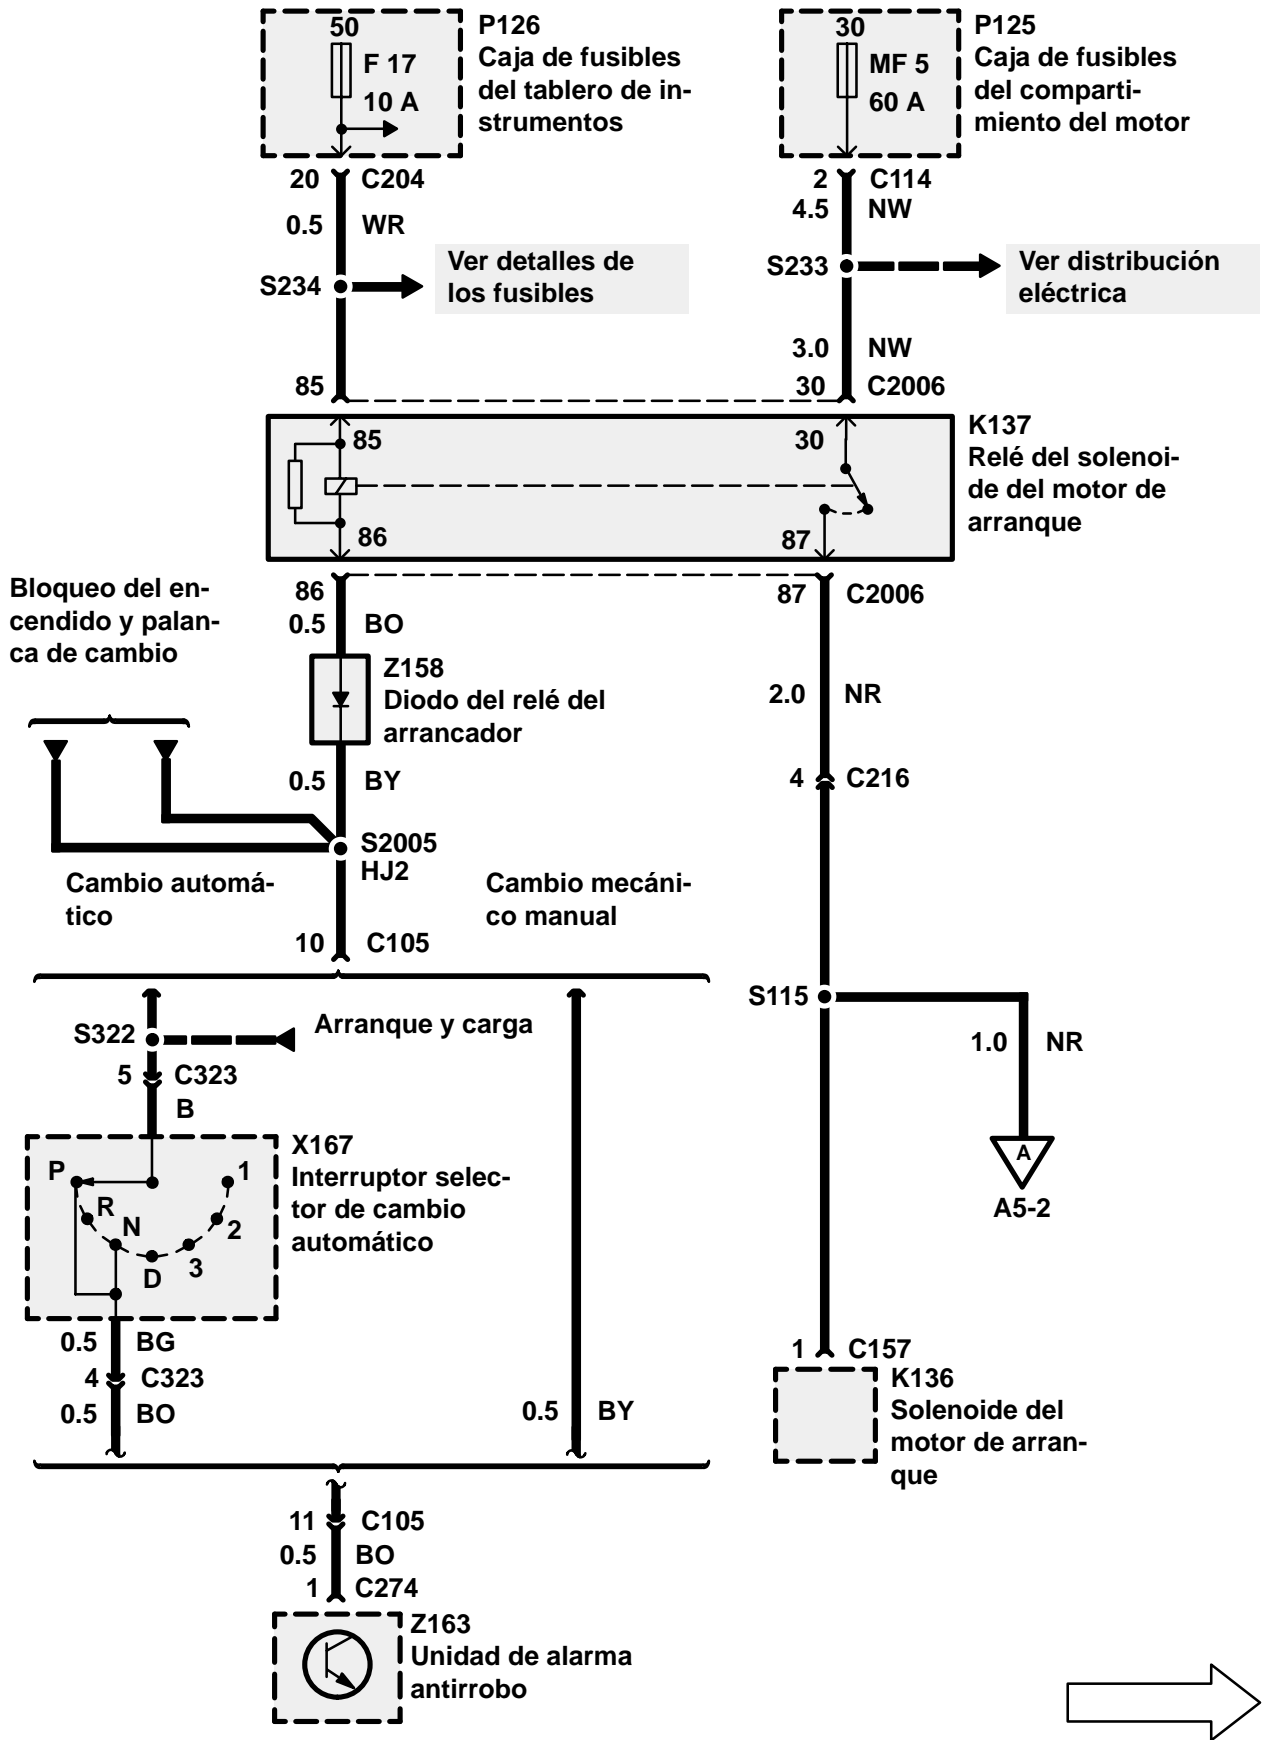 50
F 17
10 A
P126
Caja de fusibles
del tablero de in-
strumentos
30
MF 5
60 A
P125
Caja de fusibles
del comparti-
miento del motor
20 C204
0.5 WR
2 C114
4.5 NW
S234
Ver detalles de
los fusibles
S233
Ver distribución
eléctrica
3.0 NW
85
30 C2006
85
30
86
87
K137
Relé del solenoi-
de del motor de
arranque
86
0.5 BO
87 C2006
Bloqueo del en-
cendido y palan-
ca de cambio
Z158
Diodo del relé del
arrancador
2.0 NR
0.5 BY
4 C216
S2005
HJ2
Cambio automá-
tico
Cambio mecáni-
co manual
10 C105
S115
1.0 NR
A
A5-2
S322
Arranque y carga
5 C323
B
P
R
N
D
3
2
1
X167
Interruptor selec-
tor de cambio
automático
0.5 BG
4 C323
0.5 BO
0.5 BY
1 C157
K136
Solenoide del
motor de arran-
que
11 C105
0.5 BO
1 C274
Z163
Unidad de alarma
antirrobo